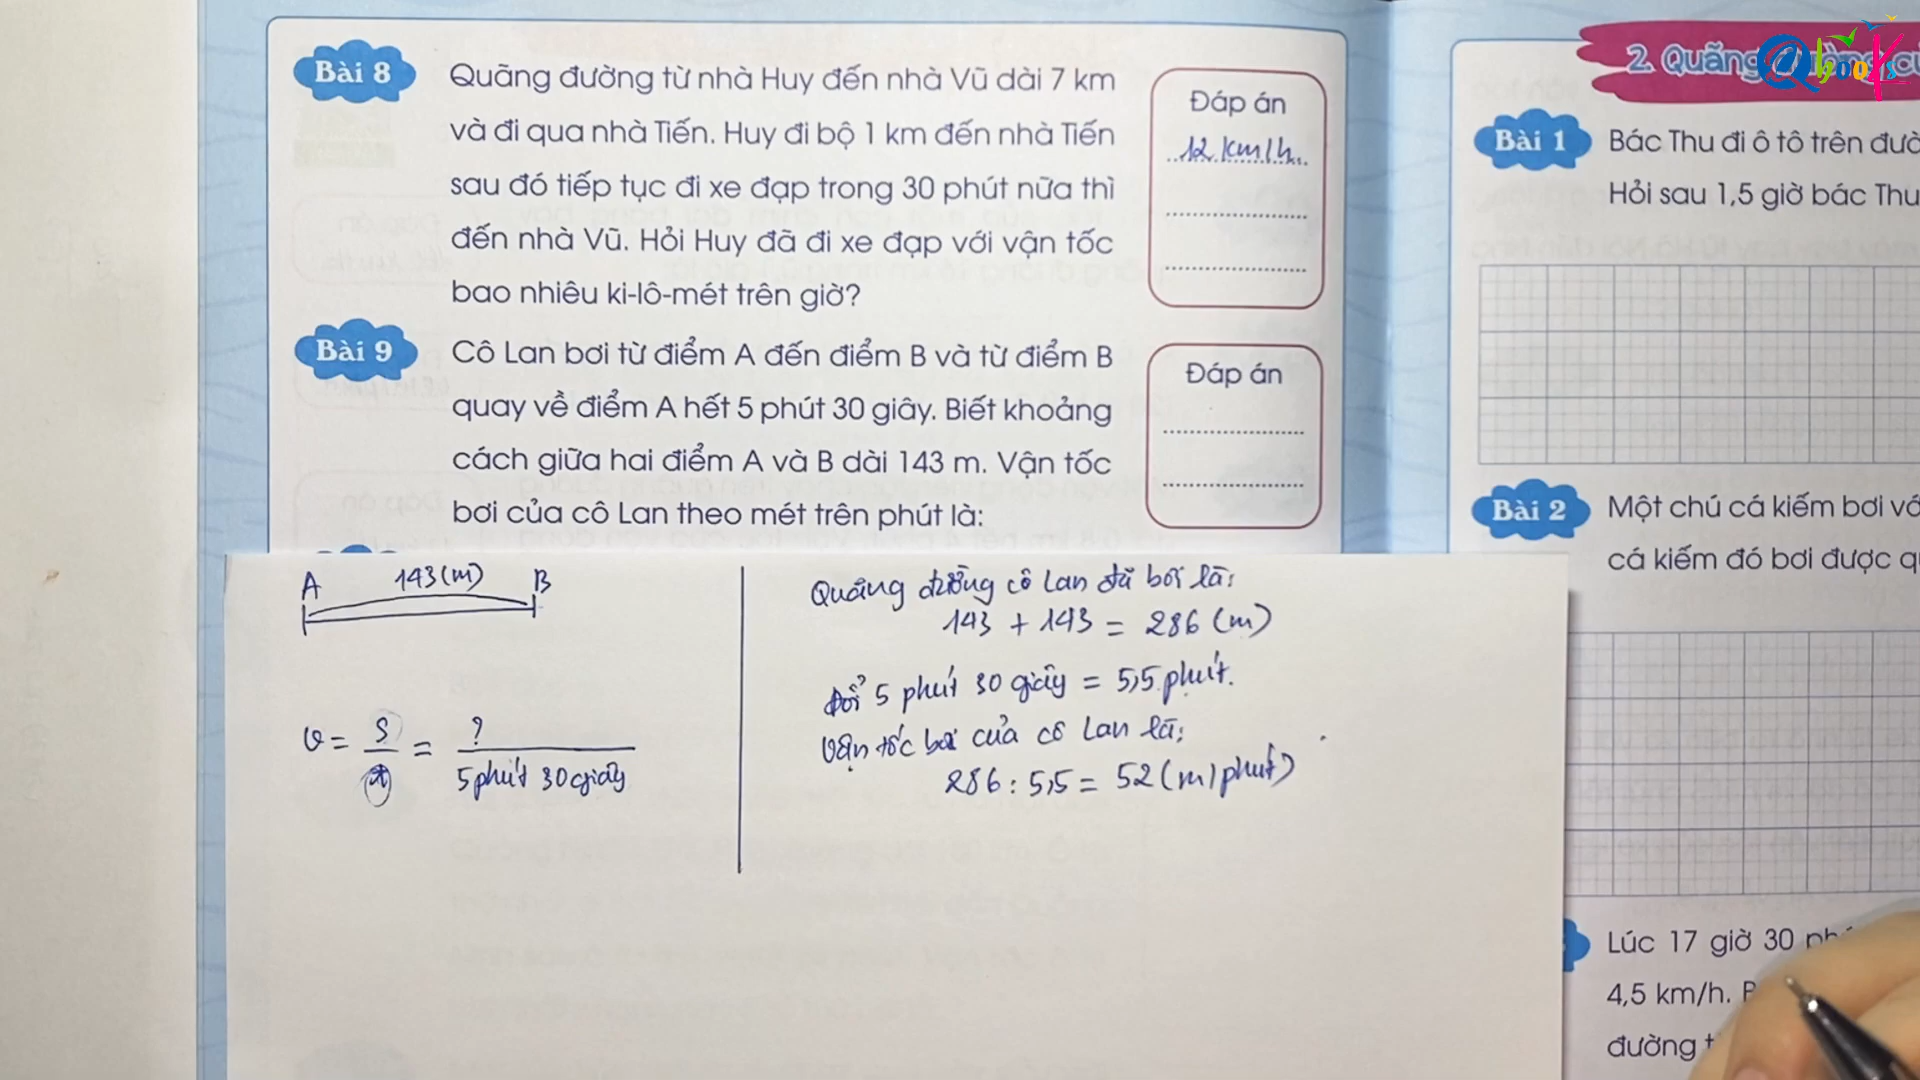 Bài 8
Quãng đường từ nhà Huy đến nhà Vũ dài 7 km
và đi qua nhà Tiến. Huy đi bộ 1 km đến nhà Tiến
sau đó tiếp tục đi xe đạp trong 30 phút nữa thì
đến nhà Vũ. Hỏi Huy đã đi xe đạp với vận tốc
bao nhiêu ki-lô-mét trên giờ?
Đáp án
12 km/h
Bài 9
Cô Lan bơi từ điểm A đến điểm B và từ điểm B
quay về điểm A hết 5 phút 30 giây. Biết khoảng
cách giữa hai điểm A và B dài 143 m. Vận tốc
bơi của cô Lan theo mét trên phút là:
Đáp án
A 143 (m) B
v = s/t = ?/5 phút 30 giây
Quãng đường cô Lan đã bơi là:
143 + 143 = 286 (m)
Đổi 5 phút 30 giây = 5,5 phút.
Vận tốc bơi của cô Lan là:
286 : 5,5 = 52 (m/phút)
2. Quãng
Qbooks
Bài 1
Bác Thu đi ô tô trên
Hỏi sau 1,5 giờ bác Thu
Bài 2
Một chú cá kiếm bơi
cá kiếm đó bơi được
Lúc 17 giờ 30
4,5 km/h.
đường